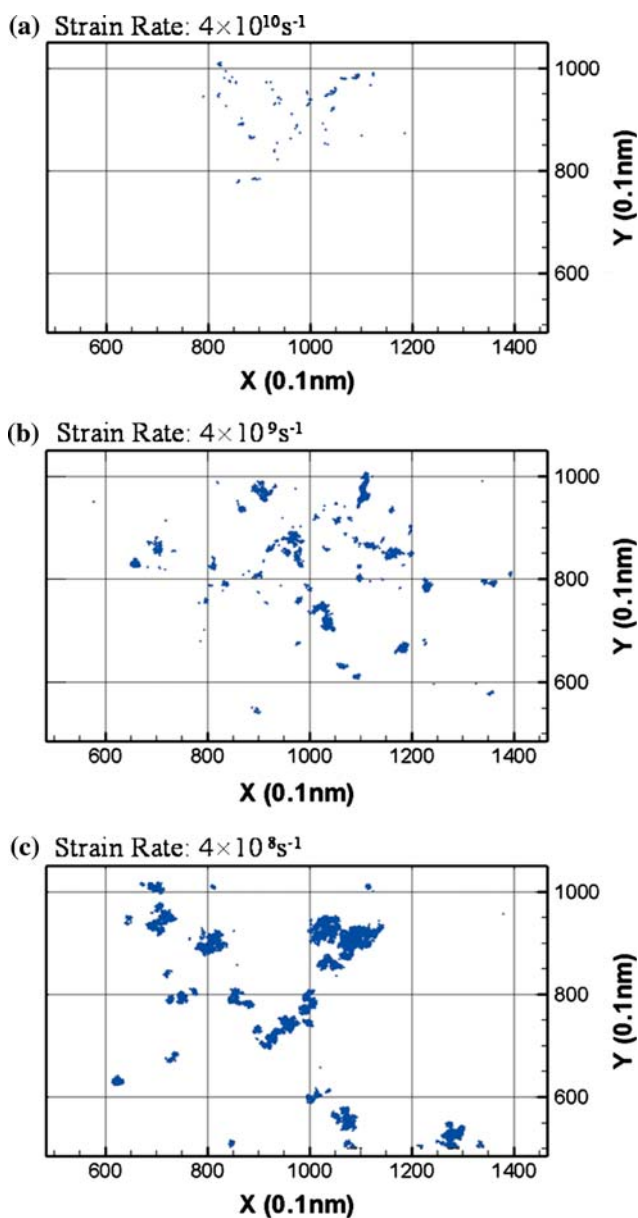 (a) Strain Rate: 4×10¹⁰s⁻¹
1000
800
600
Y (0.1nm)
600 800 1000 1200 1400
X (0.1nm)
(b) Strain Rate: 4×10⁹s⁻¹
1000
800
600
Y (0.1nm)
600 800 1000 1200 1400
X (0.1nm)
(c) Strain Rate: 4×10⁸s⁻¹
1000
800
600
Y (0.1nm)
600 800 1000 1200 1400
X (0.1nm)